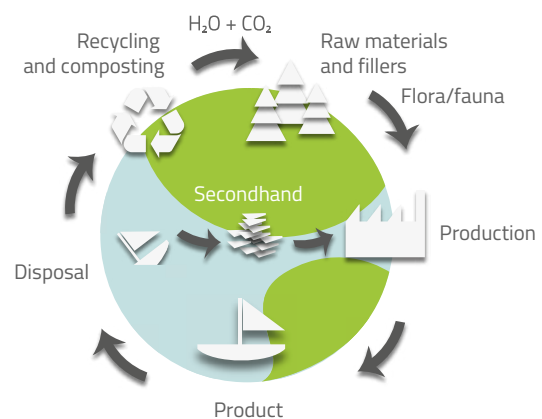 H₂O + CO₂
Recycling
and composting
Raw materials
and fillers
Flora/fauna
Secondhand
Production
Disposal
Product